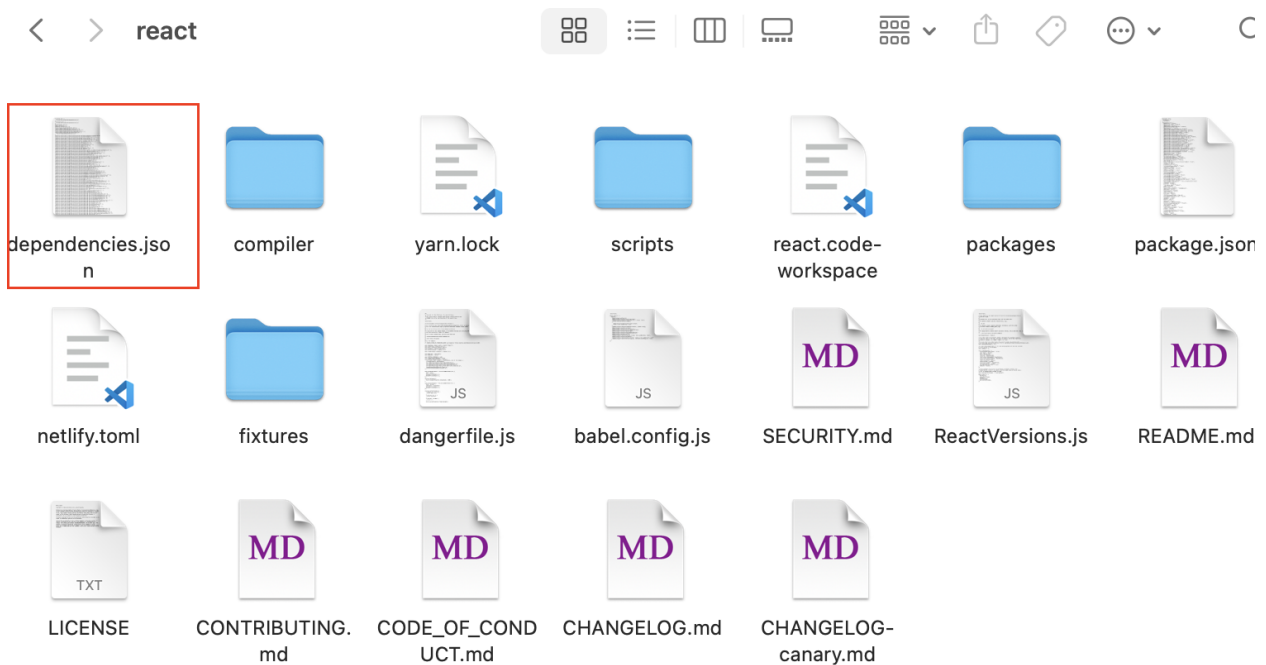 react
dependencies.jso
n
compiler
yarn.lock
scripts
react.code-
workspace
packages
package.json
netlify.toml
fixtures
JS
dangerfile.js
JS
babel.config.js
MD
SECURITY.md
JS
ReactVersions.js
MD
README.md
TXT
LICENSE
MD
CONTRIBUTING.
md
MD
CODE_OF_COND
UCT.md
MD
CHANGELOG.md
MD
CHANGELOG-
canary.md